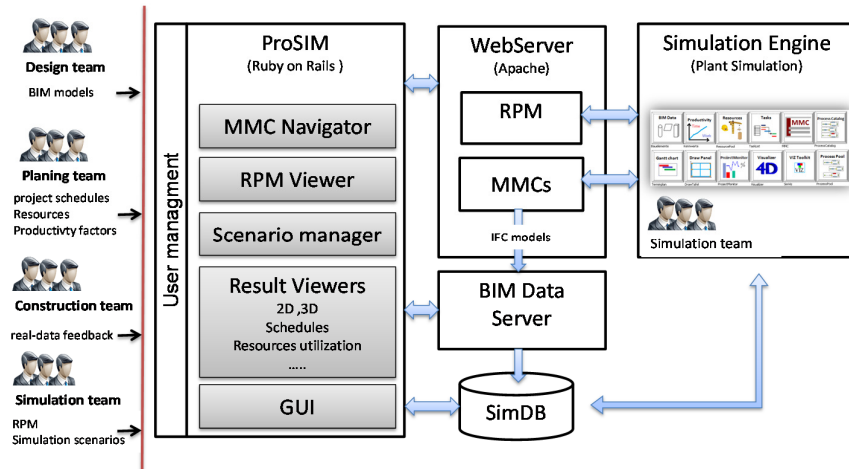 Design team
BIM models
Planing team
project schedules
Resources
Productivty factors
Construction team
real-data feedback
Simulation team
RPM
Simulation scenarios
User managment
ProSIM
(Ruby on Rails )
MMC Navigator
RPM Viewer
Scenario manager
Result Viewers
2D ,3D
Schedules
Resources utilization
.....
GUI
WebServer
(Apache)
RPM
MMCs
IFC models
BIM Data
Server
SimDB
Simulation Engine
(Plant Simulation)
BIM Data
Productivity
Resources
Tasks
MMC
Process Catalog
Gantt chart
Draw Panel
ProjectMonitor
Visualizer
4D
VIZ Toolkit
Process Pool
Simulation team